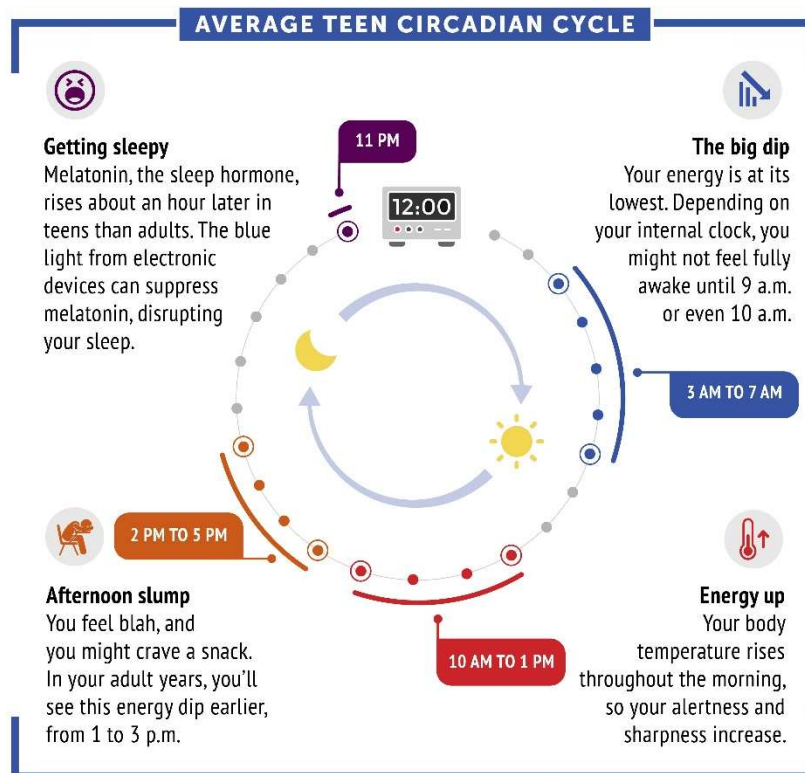 AVERAGE TEEN CIRCADIAN CYCLE
Getting sleepy
Melatonin, the sleep hormone,
rises about an hour later in
teens than adults. The blue
light from electronic
devices can suppress
melatonin, disrupting
your sleep.
11 PM
12:00
The big dip
Your energy is at its
lowest. Depending on
your internal clock, you
might not feel fully
awake until 9 a.m.
or even 10 a.m.
3 AM TO 7 AM
2 PM TO 5 PM
Afternoon slump
You feel blah, and
you might crave a snack.
In your adult years, you'll
see this energy dip earlier,
from 1 to 3 p.m.
10 AM TO 1 PM
Energy up
Your body
temperature rises
throughout the morning,
so your alertness and
sharpness increase.